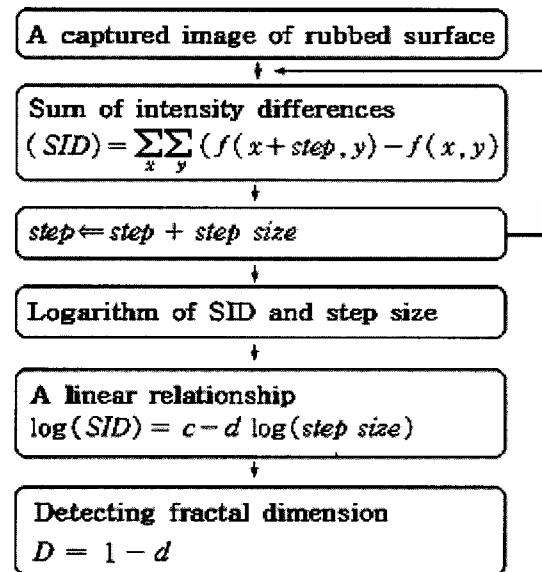 A captured image of rubbed surface
Sum of intensity differences
(SID)=∑x∑y(f(x+step,y)−f(x,y)
step⇐step + step size
Logarithm of SID and step size
A linear relationship
log(SID) = c−d log(step size)
Detecting fractal dimension
D = 1−d